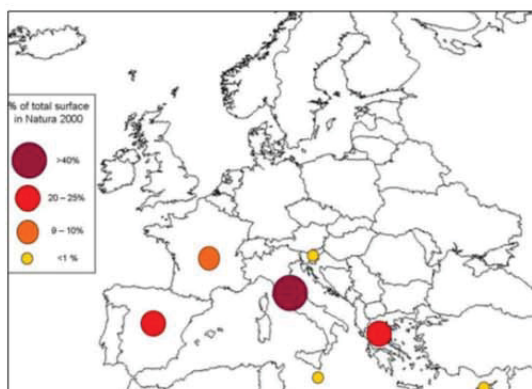 % of total surface
in Natura 2000
>40%
20 – 25%
9 – 10%
<1 %